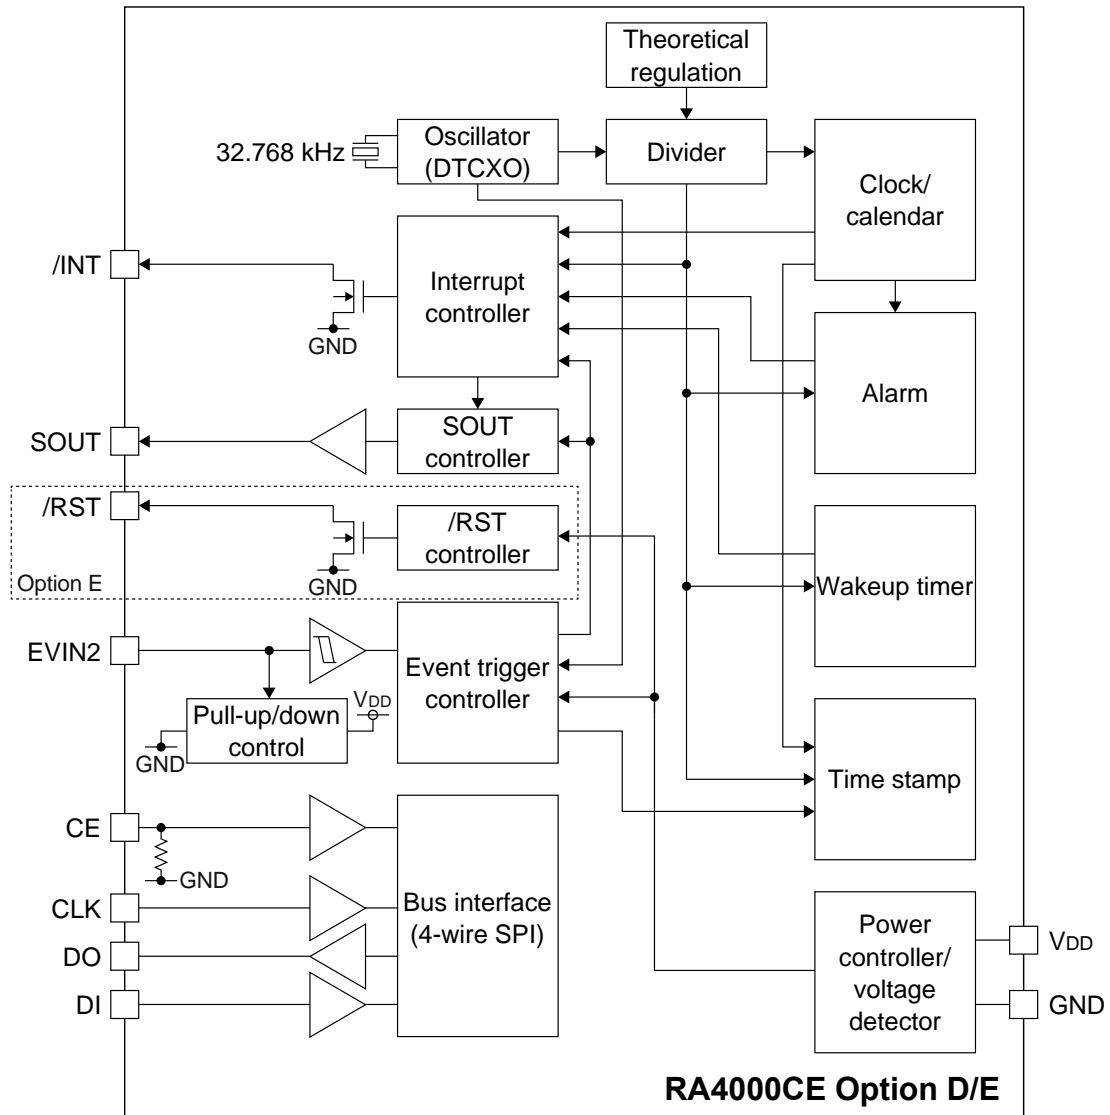 Theoretical
regulation
32.768 kHz
Oscillator
(DTCXO)
Divider
Clock/
calendar
/INT
Interrupt
controller
GND
Alarm
SOUT
SOUT
controller
/RST
/RST
controller
GND
Option E
Wakeup timer
EVIN2
Event trigger
controller
VDD
Pull-up/down
control
GND
Time stamp
CE
GND
CLK
Bus interface
(4-wire SPI)
DO
DI
Power
controller/
voltage
detector
VDD
GND
RA4000CE Option D/E